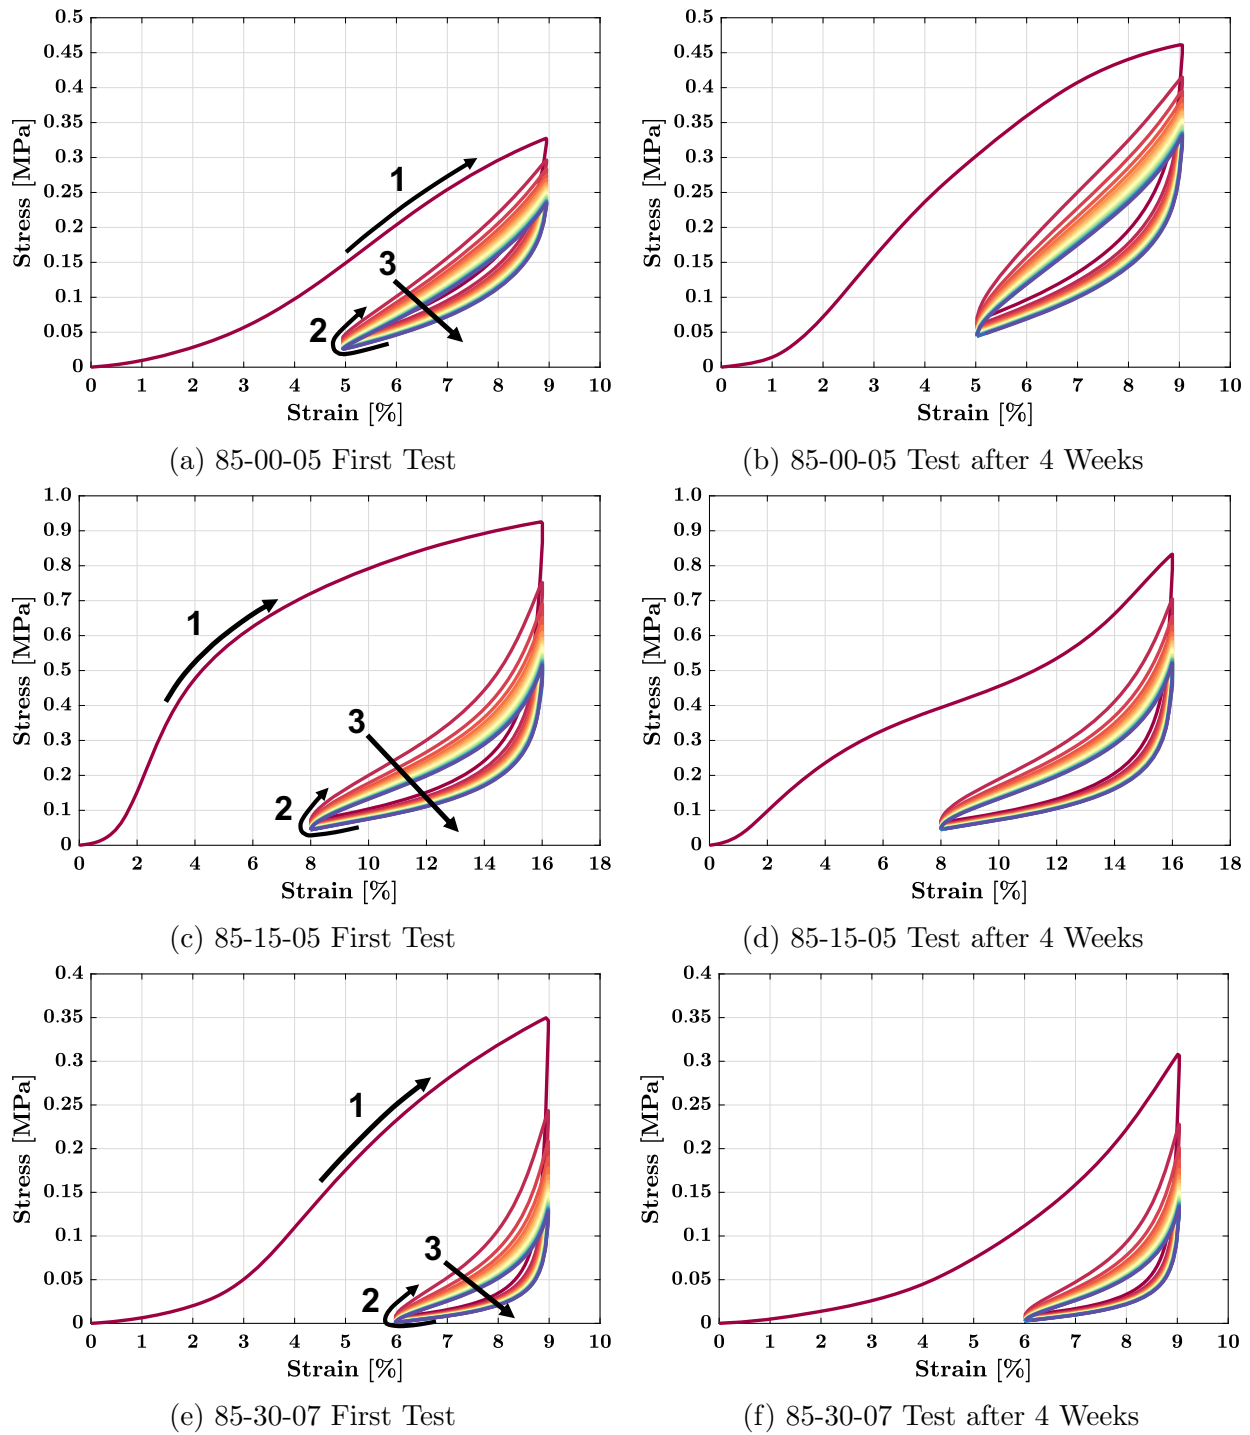 0.5
0.45
0.4
0.35
0.3
0.25
0.2
0.15
0.1
0.05
0
Stress [MPa]
1
3
2
0 1 2 3 4 5 6 7 8 9 10
Strain [%]
(a) 85-00-05 First Test
0.5
0.45
0.4
0.35
0.3
0.25
0.2
0.15
0.1
0.05
0
Stress [MPa]
0 1 2 3 4 5 6 7 8 9 10
Strain [%]
(b) 85-00-05 Test after 4 Weeks
1.0
0.9
0.8
0.7
0.6
0.5
0.4
0.3
0.2
0.1
0
Stress [MPa]
1
3
2
0 2 4 6 8 10 12 14 16 18
Strain [%]
(c) 85-15-05 First Test
1.0
0.9
0.8
0.7
0.6
0.5
0.4
0.3
0.2
0.1
0
Stress [MPa]
0 2 4 6 8 10 12 14 16 18
Strain [%]
(d) 85-15-05 Test after 4 Weeks
0.4
0.35
0.3
0.25
0.2
0.15
0.1
0.05
0
Stress [MPa]
1
3
2
0 1 2 3 4 5 6 7 8 9 10
Strain [%]
(e) 85-30-07 First Test
0.4
0.35
0.3
0.25
0.2
0.15
0.1
0.05
0
Stress [MPa]
0 1 2 3 4 5 6 7 8 9 10
Strain [%]
(f) 85-30-07 Test after 4 Weeks